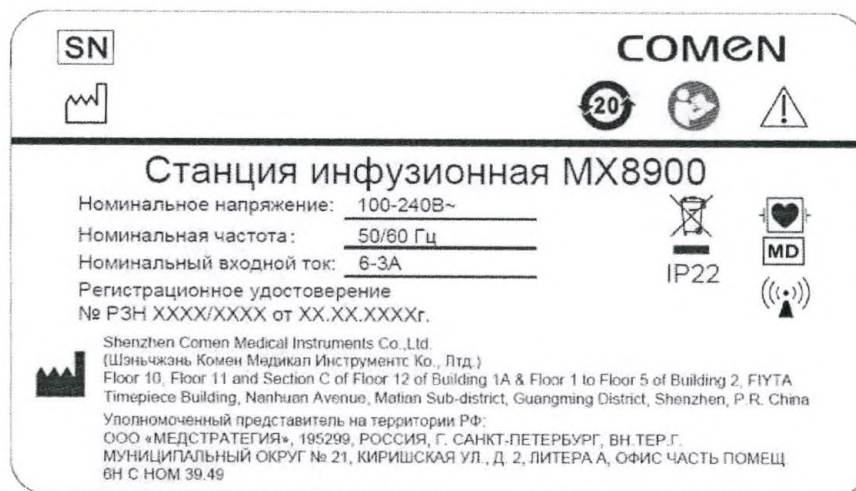 SN
COMEN
20
Станция инфузионная MX8900
Номинальное напряжение: 100-240В~
Номинальная частота: 50/60 Гц
Номинальный входной ток: 6-3А
IP22
MD
Регистрационное удостоверение
№ РЗН XXXX/XXXX от XX.XX.XXXXг.
Shenzhen Comen Medical Instruments Co.,Ltd.
(Шэньчжэнь Комен Медикал Инструментс Ко., Лтд.)
Floor 10, Floor 11 and Section C of Floor 12 of Building 1A & Floor 1 to Floor 5 of Building 2, FIYTA
Timepiece Building, Nanhuan Avenue, Matian Sub-district, Guangming District, Shenzhen, P.R. China
Уполномоченный представитель на территории РФ:
ООО «МЕДСТРАТЕГИЯ», 195299, РОССИЯ, Г. САНКТ-ПЕТЕРБУРГ, ВН.ТЕР.Г.
МУНИЦИПАЛЬНЫЙ ОКРУГ № 21, КИРИШСКАЯ УЛ., Д. 2, ЛИТЕРА А, ОФИС ЧАСТЬ ПОМЕЩ.
6Н С НОМ 39.49